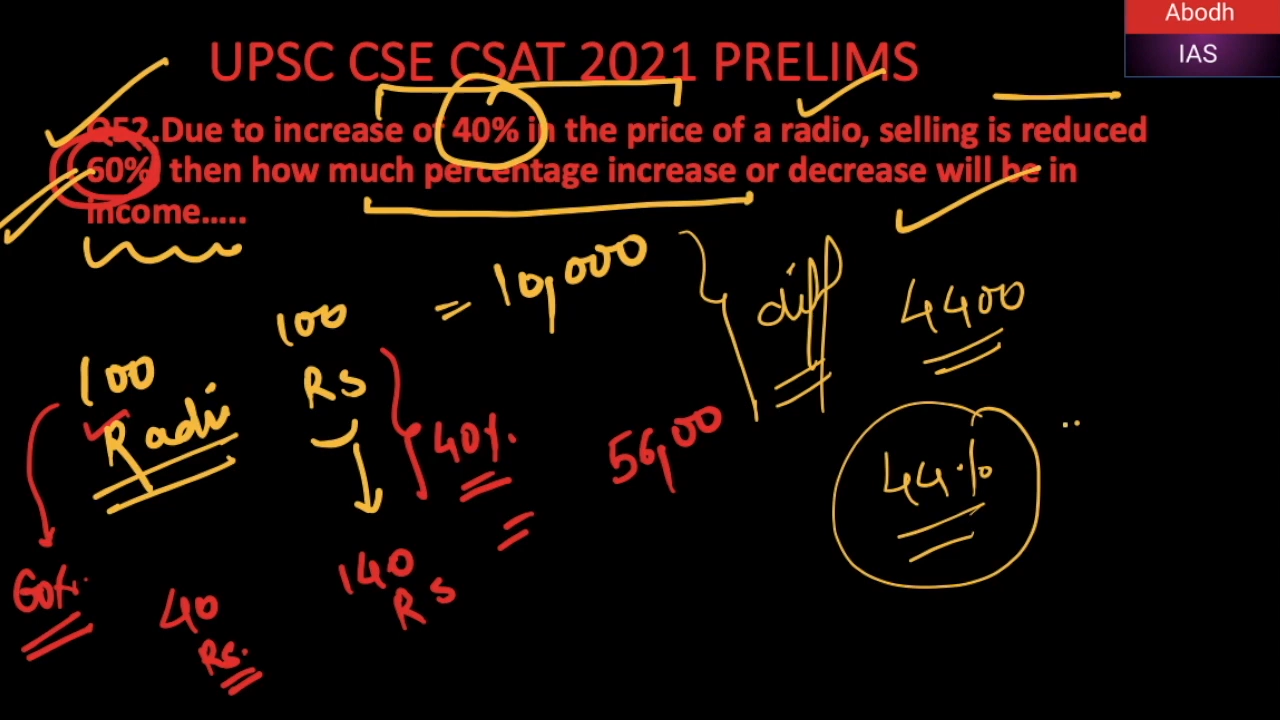 Abodh
IAS
UPSC CSE CSAT 2021 PRELIMS
Q52.Due to increase of 40% in the price of a radio, selling is reduced
60% then how much percentage increase or decrease will be in
income.....
100 = 10,000
diff 4400
100 Rs
Radi 40%. 56,00
44%
60%. 140
40 Rs
Rs.